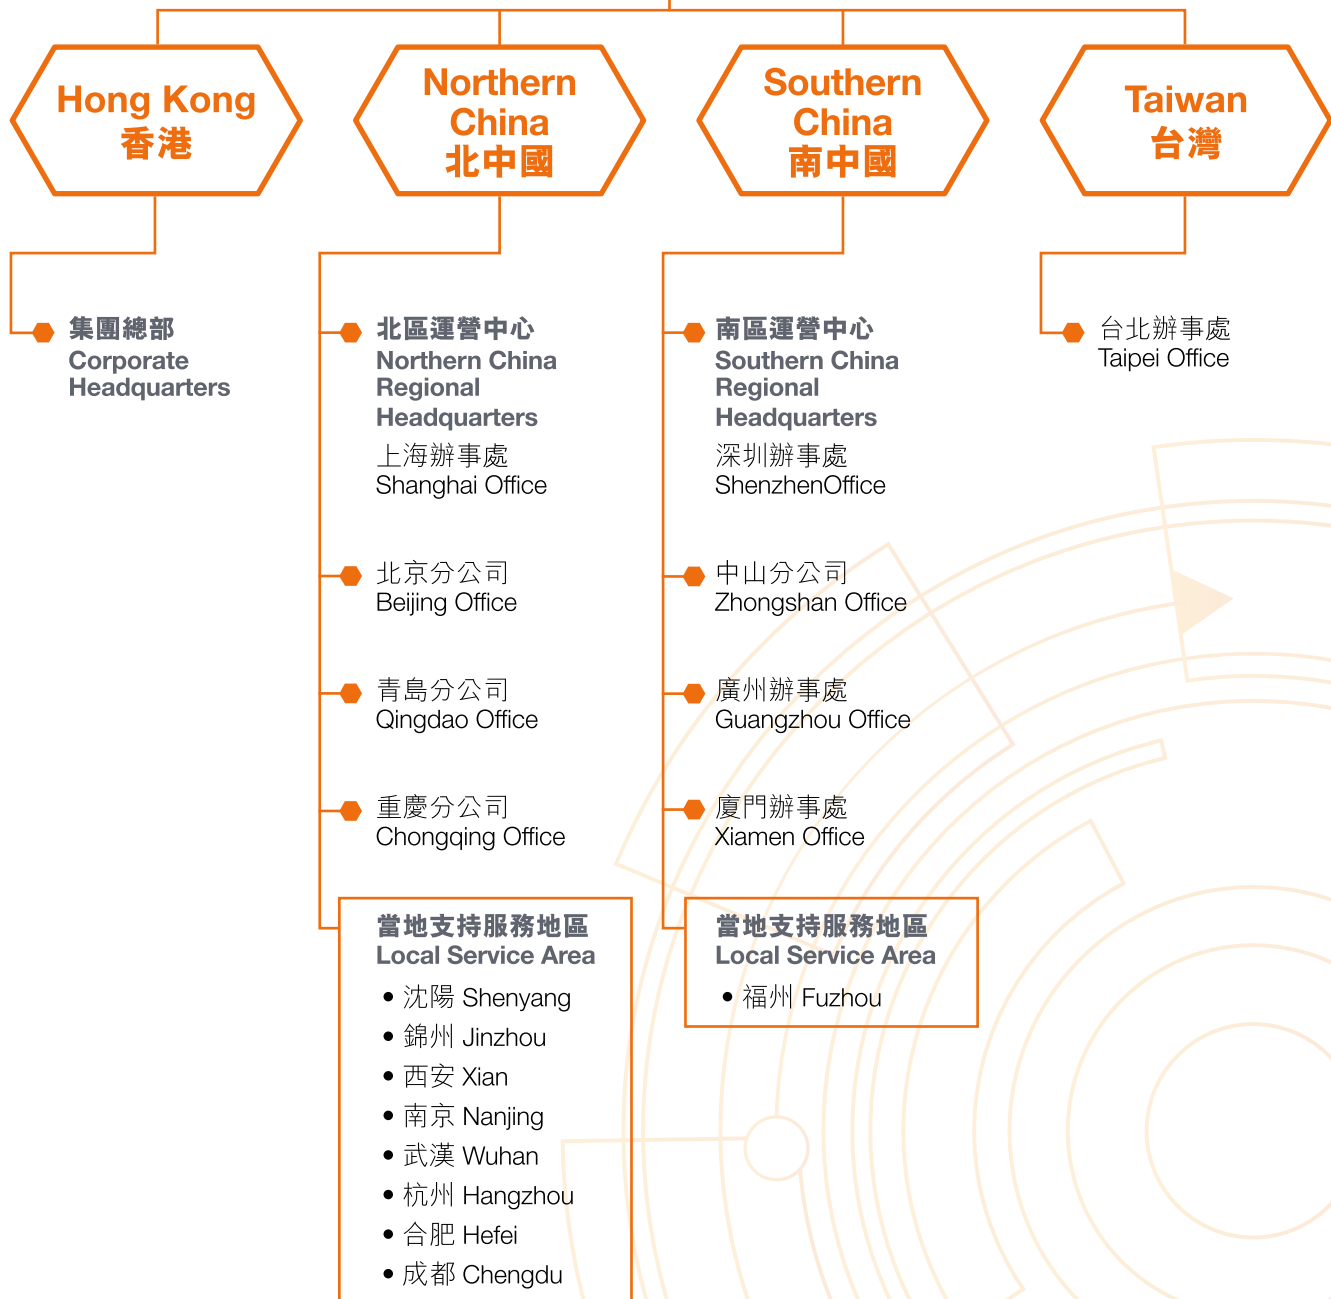 Hong Kong
香港
Northern
China
北中國
Southern
China
南中國
Taiwan
台灣
集團總部
Corporate
Headquarters
北區運營中心
Northern China
Regional
Headquarters
上海辦事處
Shanghai Office
北京分公司
Beijing Office
青島分公司
Qingdao Office
重慶分公司
Chongqing Office
當地支持服務地區
Local Service Area
• 沈陽 Shenyang
• 錦州 Jinzhou
• 西安 Xian
• 南京 Nanjing
• 武漢 Wuhan
• 杭州 Hangzhou
• 合肥 Hefei
• 成都 Chengdu
南區運營中心
Southern China
Regional
Headquarters
深圳辦事處
ShenzhenOffice
中山分公司
Zhongshan Office
廣州辦事處
Guangzhou Office
廈門辦事處
Xiamen Office
當地支持服務地區
Local Service Area
• 福州 Fuzhou
台北辦事處
Taipei Office